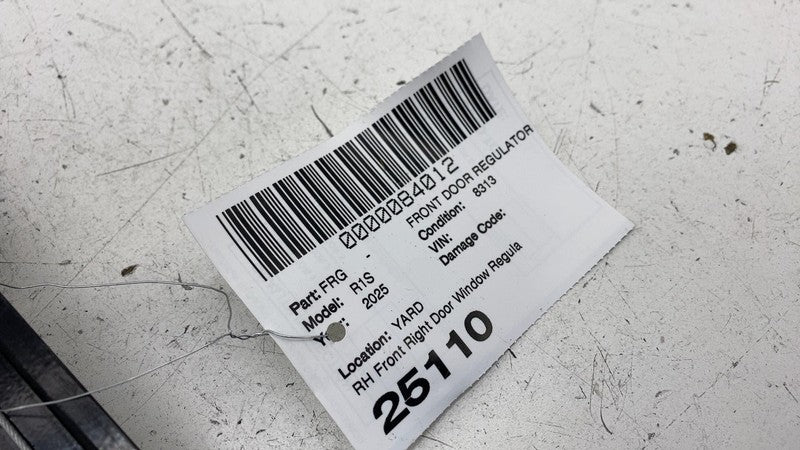 0000084012
Part: FRG - FRONT DOOR REGULATOR
Model: R1S Condition: 8313
Year: 2025 VIN:
Damage Code:
Location: YARD
RH Front Right Door Window Regula
25110